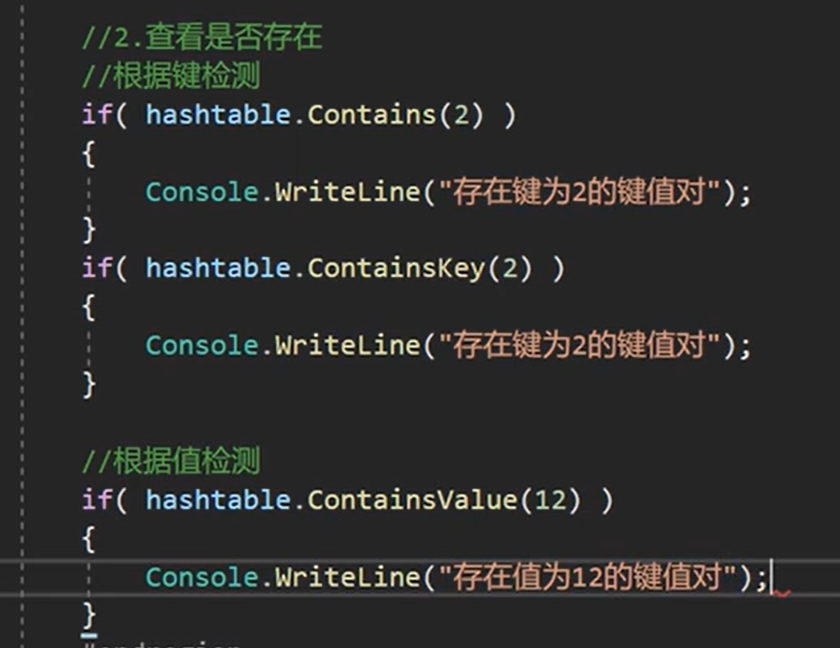 //2.查看是否存在
//根据键检测
if( hashtable.Contains(2) )
{
Console.WriteLine("存在键为2的键值对");
}
if( hashtable.ContainsKey(2) )
{
Console.WriteLine("存在键为2的键值对");
}
//根据值检测
if( hashtable.ContainsValue(12) )
{
Console.WriteLine("存在值为12的键值对");
}